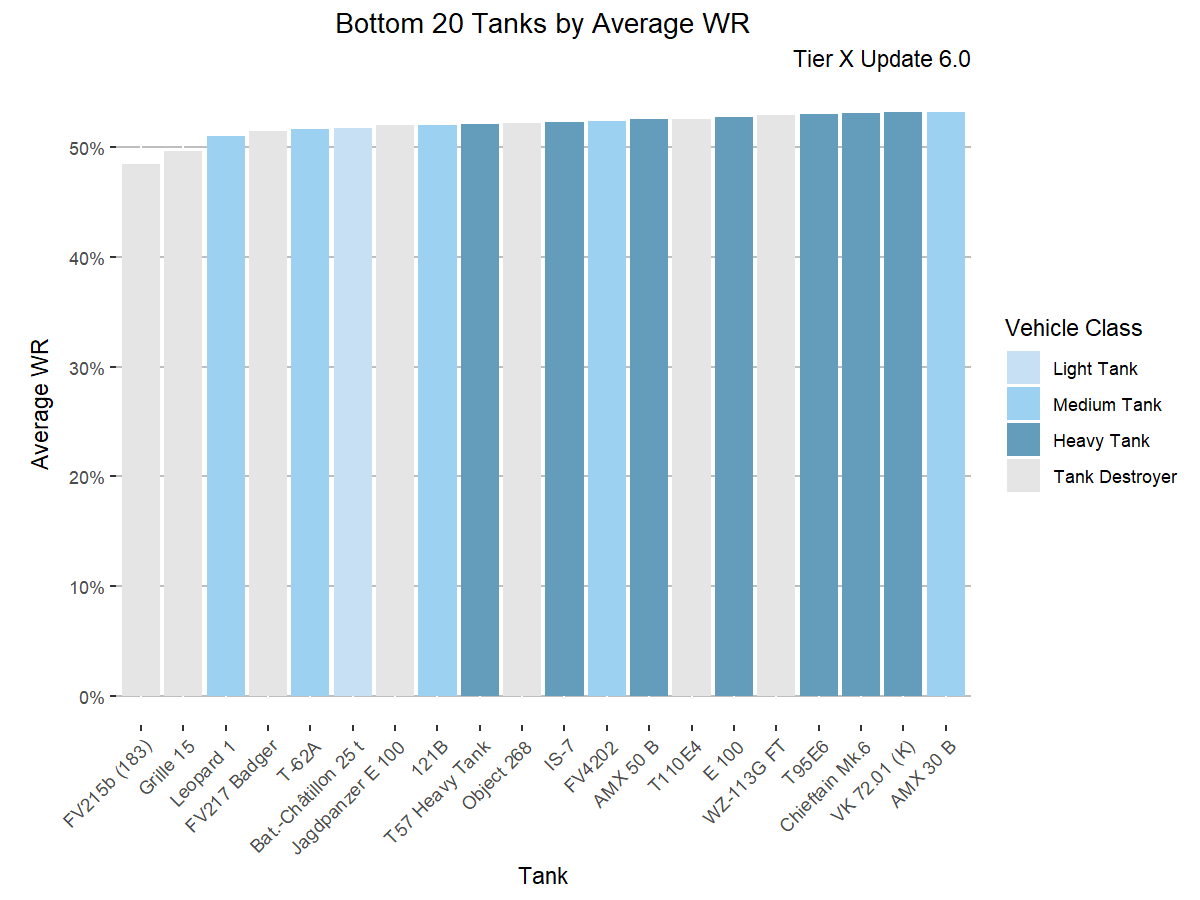 Bottom 20 Tanks by Average WR
Tier X Update 6.0
50%
40%
30%
20%
10%
0%
Average WR
FV215b (183)
Grille 15
Leopard 1
FV217 Badger
T-62A
Bat.-Châtillon 25 t
Jagdpanzer E 100
121B
T57 Heavy Tank
Object 268
IS-7
FV4202
AMX 50 B
T110E4
E 100
WZ-113G FT
T95E6
Chieftain Mk.6
VK 72.01 (K)
AMX 30 B
Tank
Vehicle Class
Light Tank
Medium Tank
Heavy Tank
Tank Destroyer